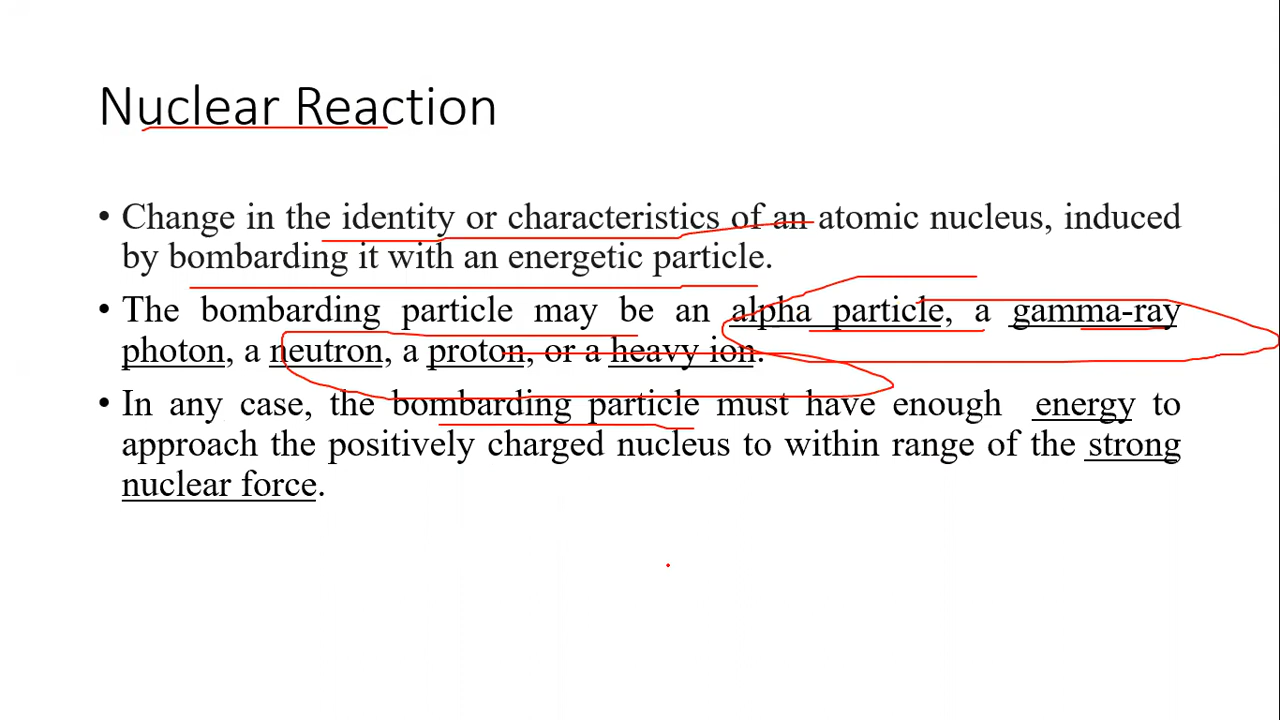 Nuclear Reaction
• Change in the identity or characteristics of an atomic nucleus, induced
by bombarding it with an energetic particle.
• The bombarding particle may be an alpha particle, a gamma-ray
photon, a neutron, a proton, or a heavy ion.
• In any case, the bombarding particle must have enough energy to
approach the positively charged nucleus to within range of the strong
nuclear force.